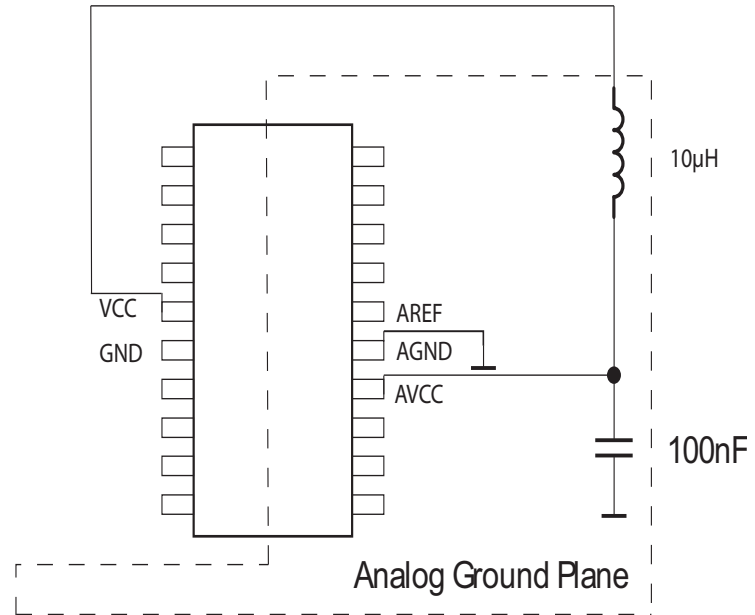 10µH
VCC
AREF
GND
AGND
AVCC
100nF
Analog Ground Plane